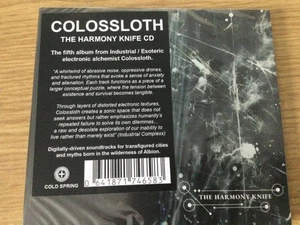 COLOSSLOTH
THE HARMONY KNIFE CD
The fifth album from Industrial / Esoteric
electronic alchemist Colossloth.
"A whirlwind of abrasive noise, oppressive drones,
and fractured rhythms that evoke a sense of anxiety
and alienation. Each track functions as a piece of a
larger conceptual puzzle, where the tension between
existence and survival becomes tangible.
Through layers of distorted electronic textures,
Colossloth creates a sonic space that does not
seek answers but rather emphasizes humanity's
repeated failure to solve its own dilemmas...
a raw and desolate exploration of our inability to
live rather than merely exist" (Industrial Complexx)
Digitally-driven soundtracks for transfigured cities
and myths born in the wilderness of Albion.
COLD SPRING
0 641871 746583
THE HARMONY KNIFE